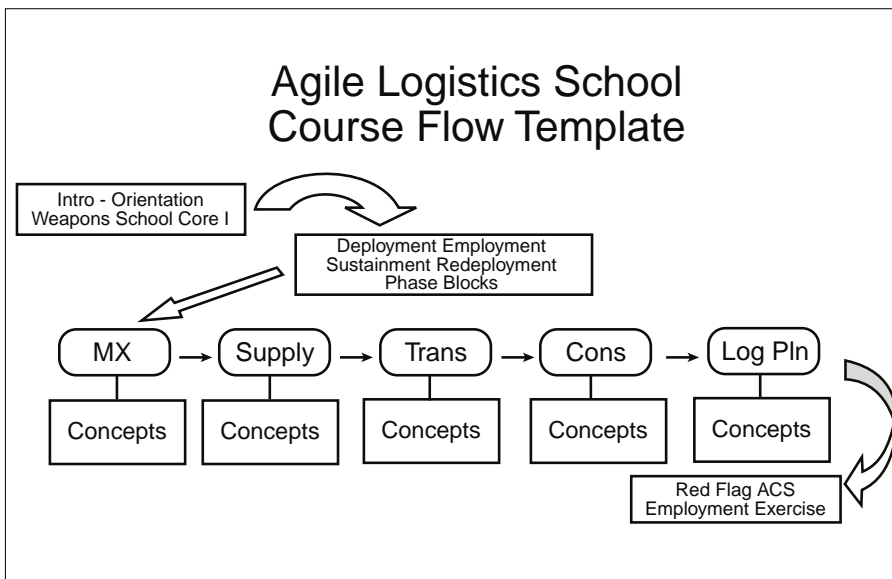 Agile Logistics School
Course Flow Template
Intro - Orientation
Weapons School Core I
Deployment Employment
Sustainment Redeployment
Phase Blocks
MX
Supply
Trans
Cons
Log Pln
Concepts
Concepts
Concepts
Concepts
Concepts
Red Flag ACS
Employment Exercise